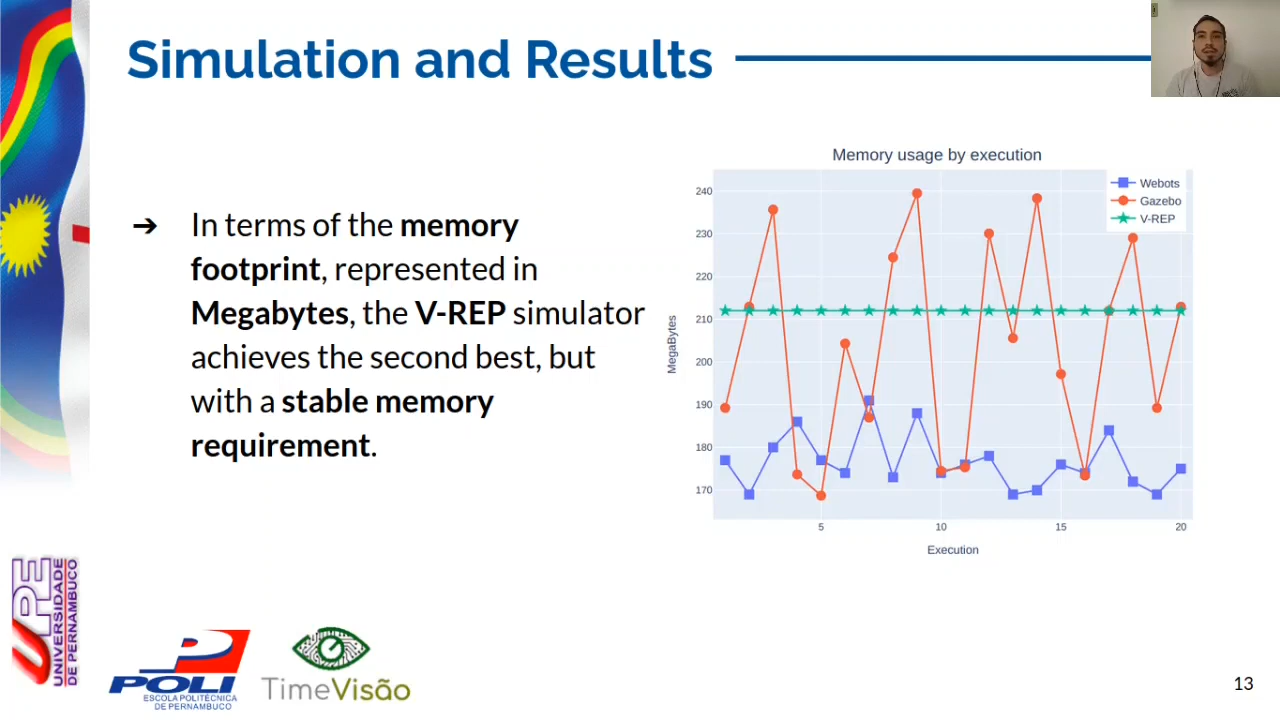 Simulation and Results
➔ In terms of the memory
footprint, represented in
Megabytes, the V-REP simulator
achieves the second best, but
with a stable memory
requirement.
Memory usage by execution
Webots
Gazebo
V-REP
MegaBytes
240
230
220
210
200
190
180
170
5 10 15 20
Execution
UPE
UNIVERSIDADE
DE PERNAMBUCO
POLI
ESCOLA POLITÉCNICA
DE PERNAMBUCO
TimeVisão
13